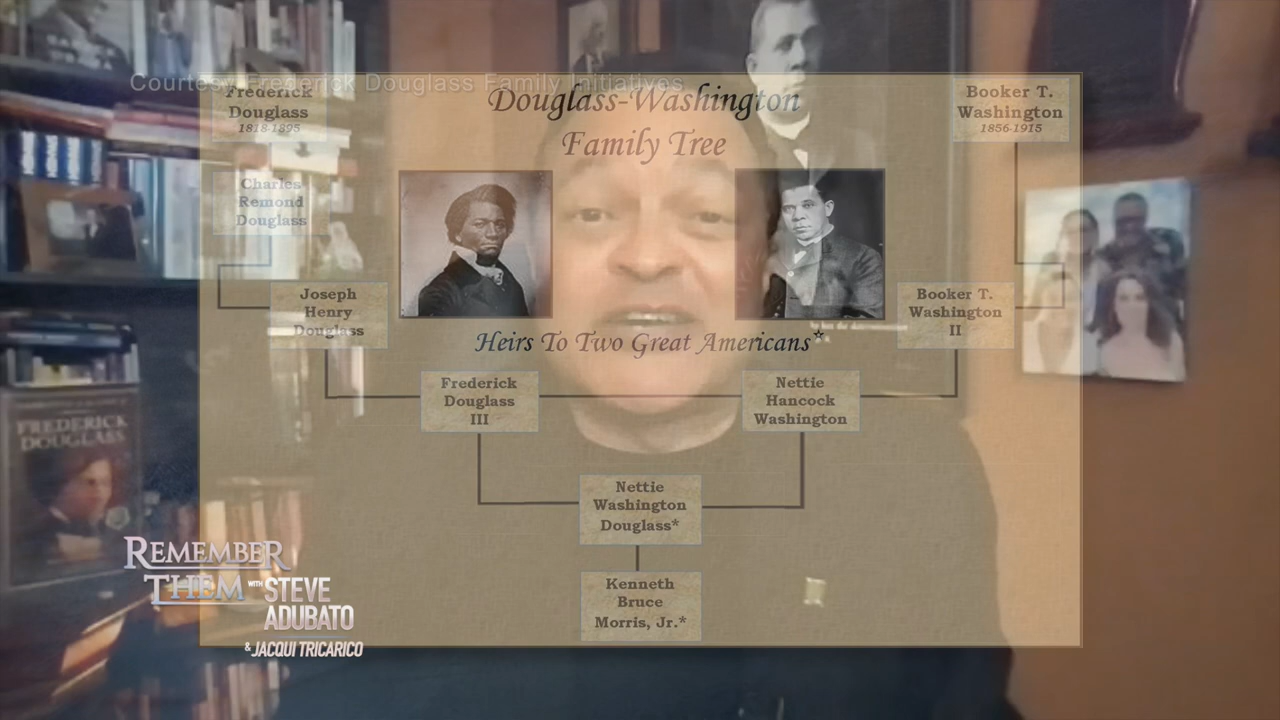 Courtesy Frederick Douglass Family Initiatives
Douglass-Washington
Family Tree
Frederick
Douglass
1818-1895
Booker T.
Washington
1856-1915
Charles
Remond
Douglass
Joseph
Henry
Douglass
Booker T.
Washington
II
Heirs To Two Great Americans*
Frederick
Douglass
III
Nettie
Hancock
Washington
Nettie
Washington
Douglass*
Kenneth
Bruce
Morris, Jr.*
FREDERICK
DOUGLASS
REMEMBER
THEM WITH STEVE
ADUBATO
& JACQUI TRICARICO